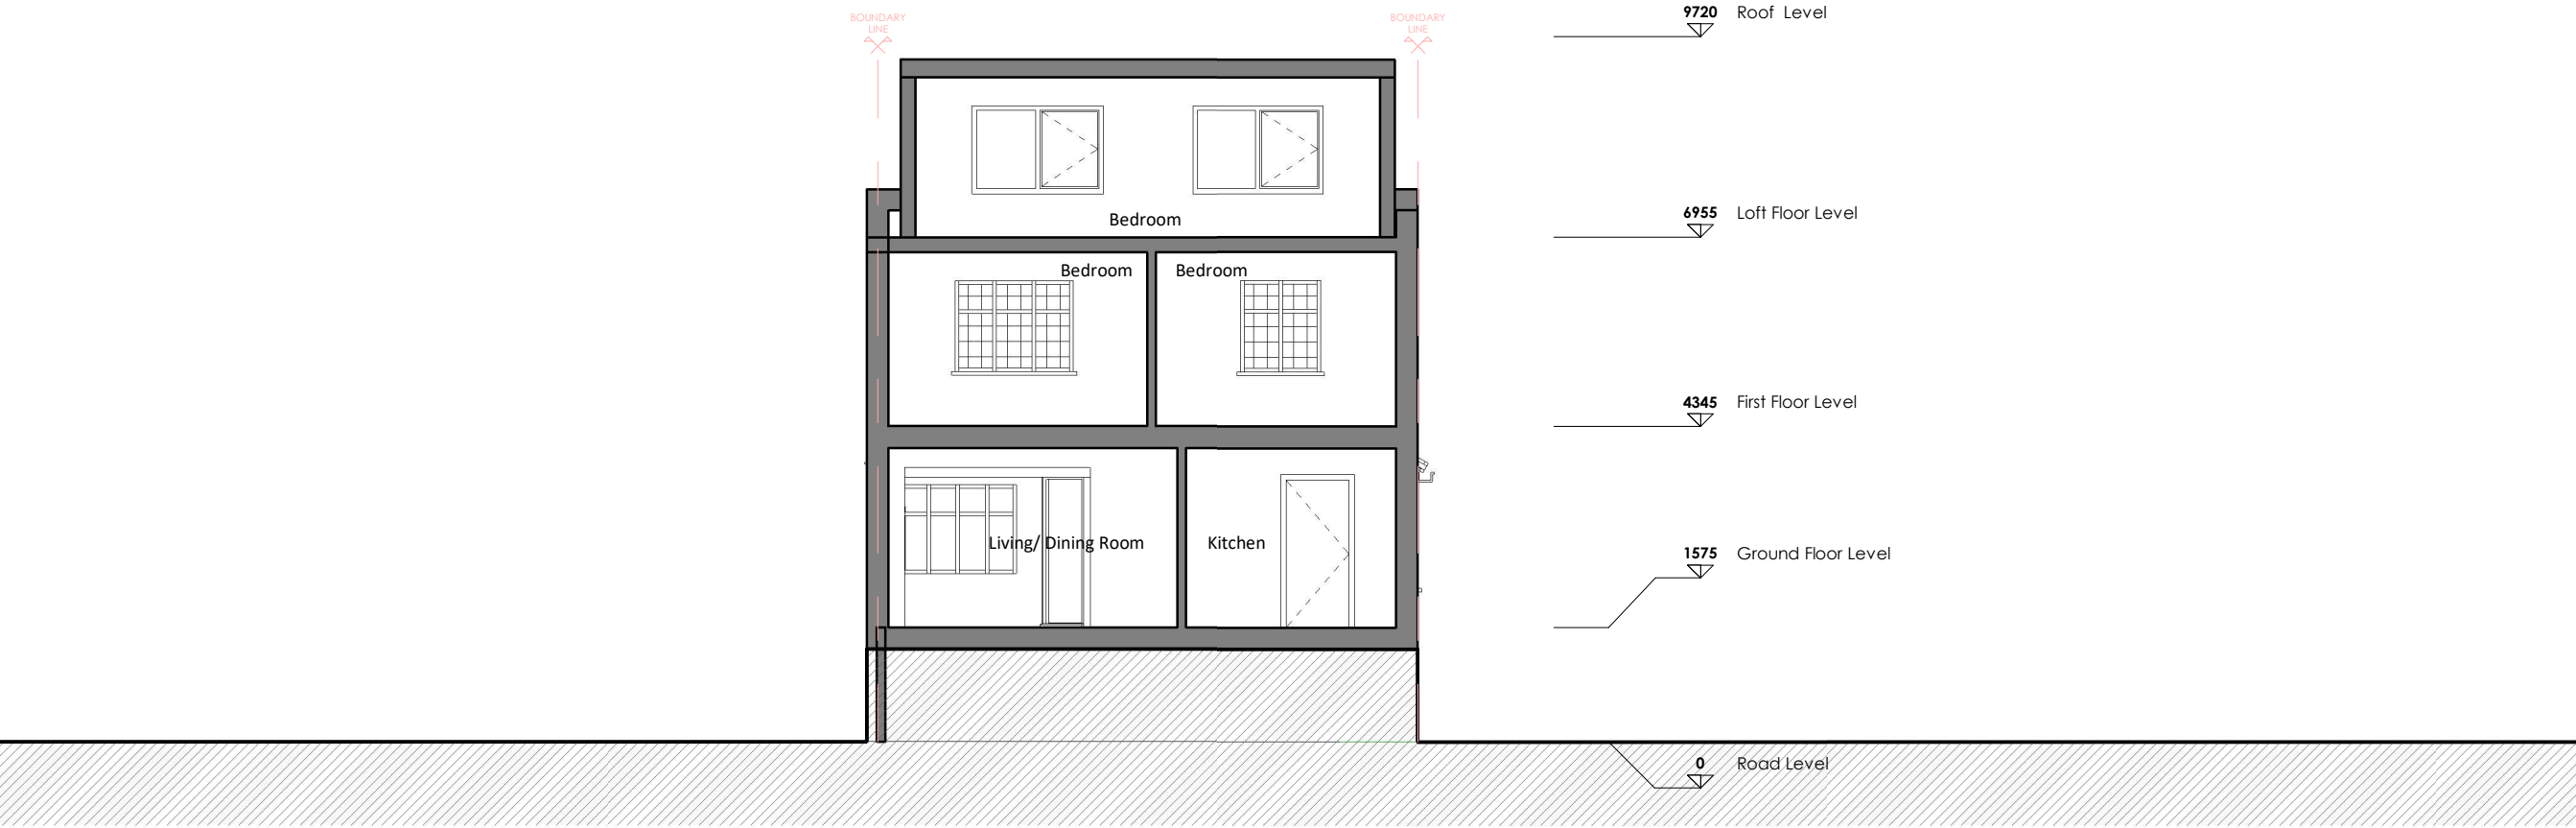 BOUNDARY
LINE
BOUNDARY
LINE
9720 Roof Level
6955 Loft Floor Level
Bedroom
Bedroom
Bedroom
4345 First Floor Level
Living/ Dining Room
Kitchen
1575 Ground Floor Level
0 Road Level